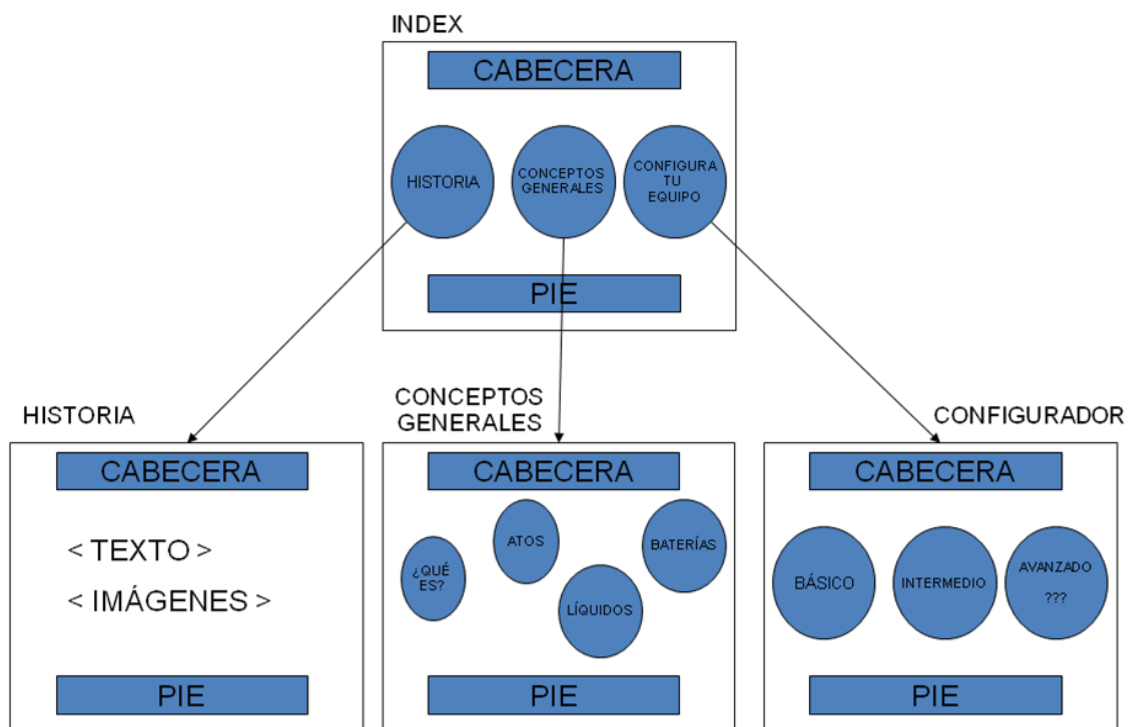 INDEX
CABECERA
HISTORIA
CONCEPTOS
GENERALES
CONFIGURA
TU
EQUIPO
PIE
HISTORIA
CABECERA
< TEXTO >
< IMÁGENES >
PIE
CONCEPTOS
GENERALES
CABECERA
¿QUÉ
ES?
ATOS
LÍQUIDOS
BATERÍAS
PIE
CONFIGURADOR
CABECERA
BÁSICO
INTERMEDIO
AVANZADO
???
PIE